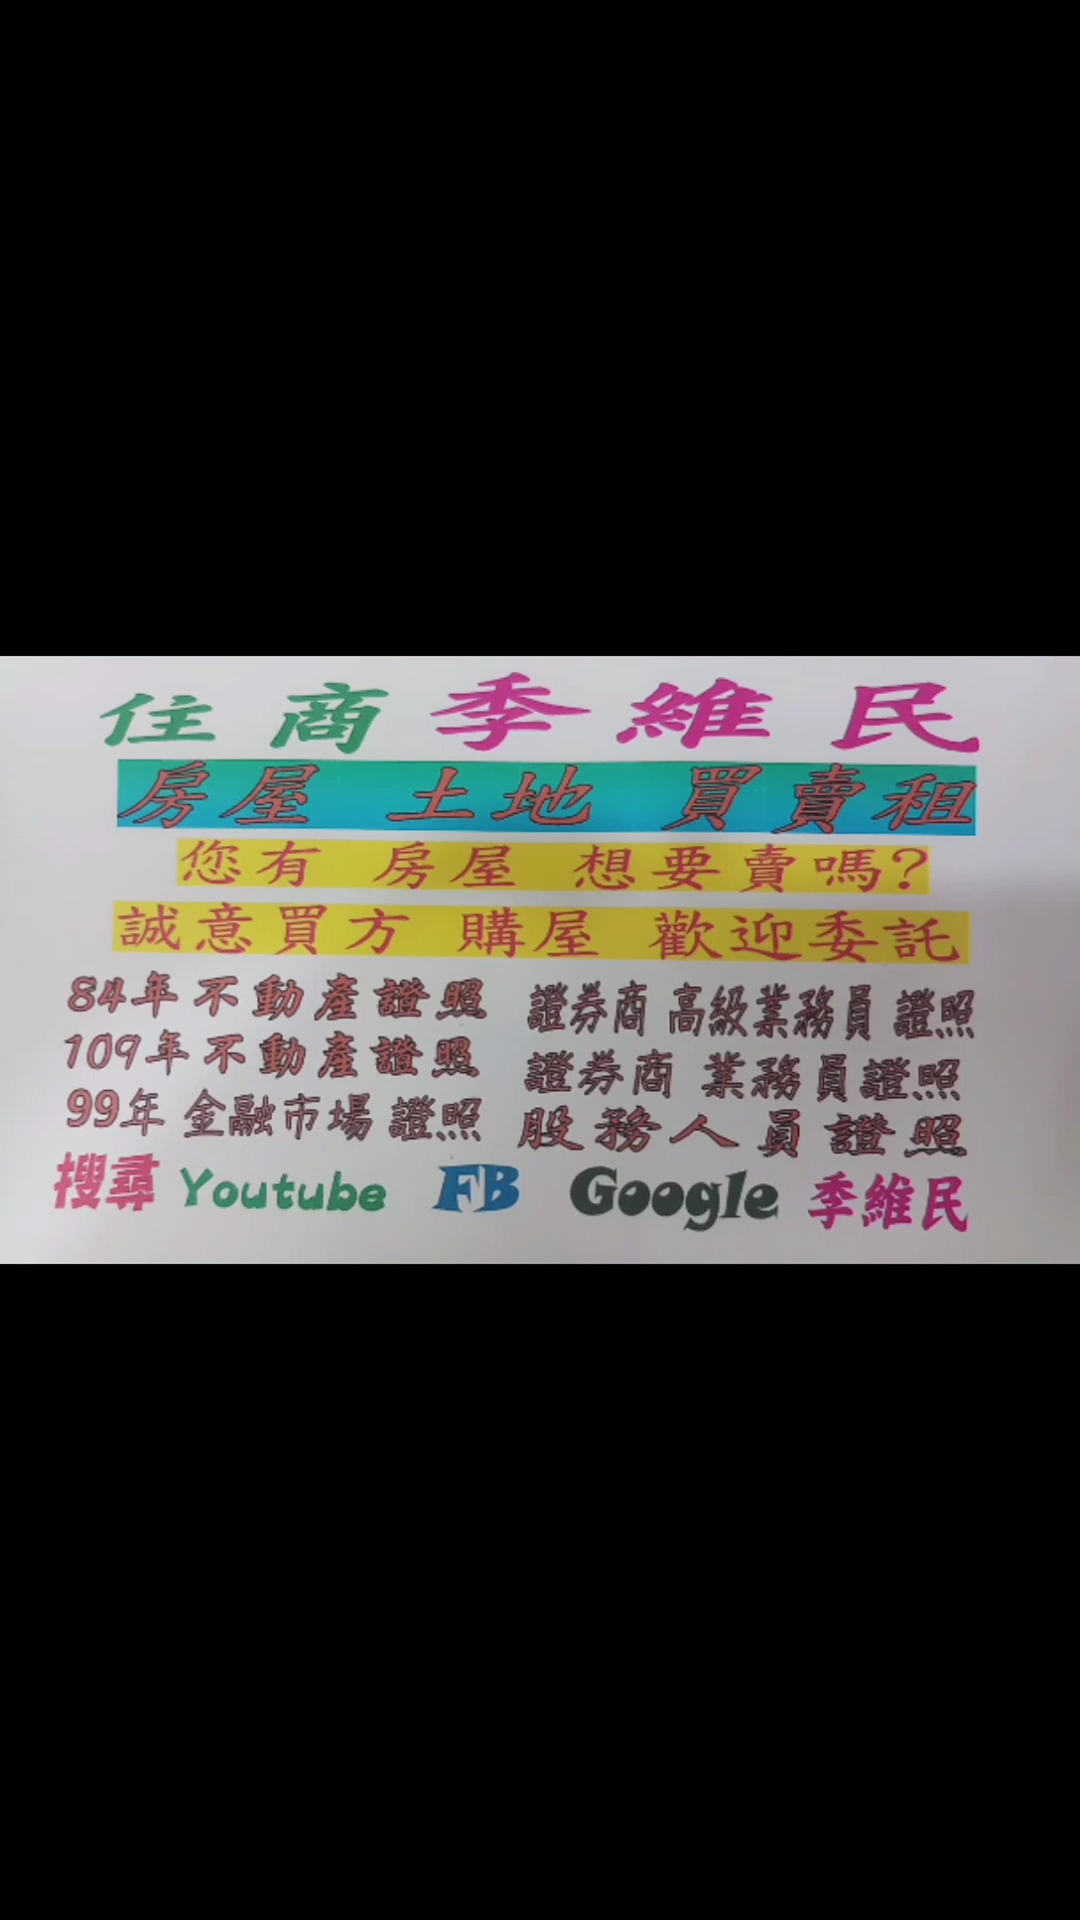 住商季維民
房屋 土地 買賣租
您有 房屋 想要賣嗎?
誠意買方 購屋 歡迎委託
84年不動產證照 證券商 高級業務員 證照
109年不動產證照 證券商 業務員證照
99年 金融市場 證照 股務人員證照
搜尋 Youtube FB Google 季維民